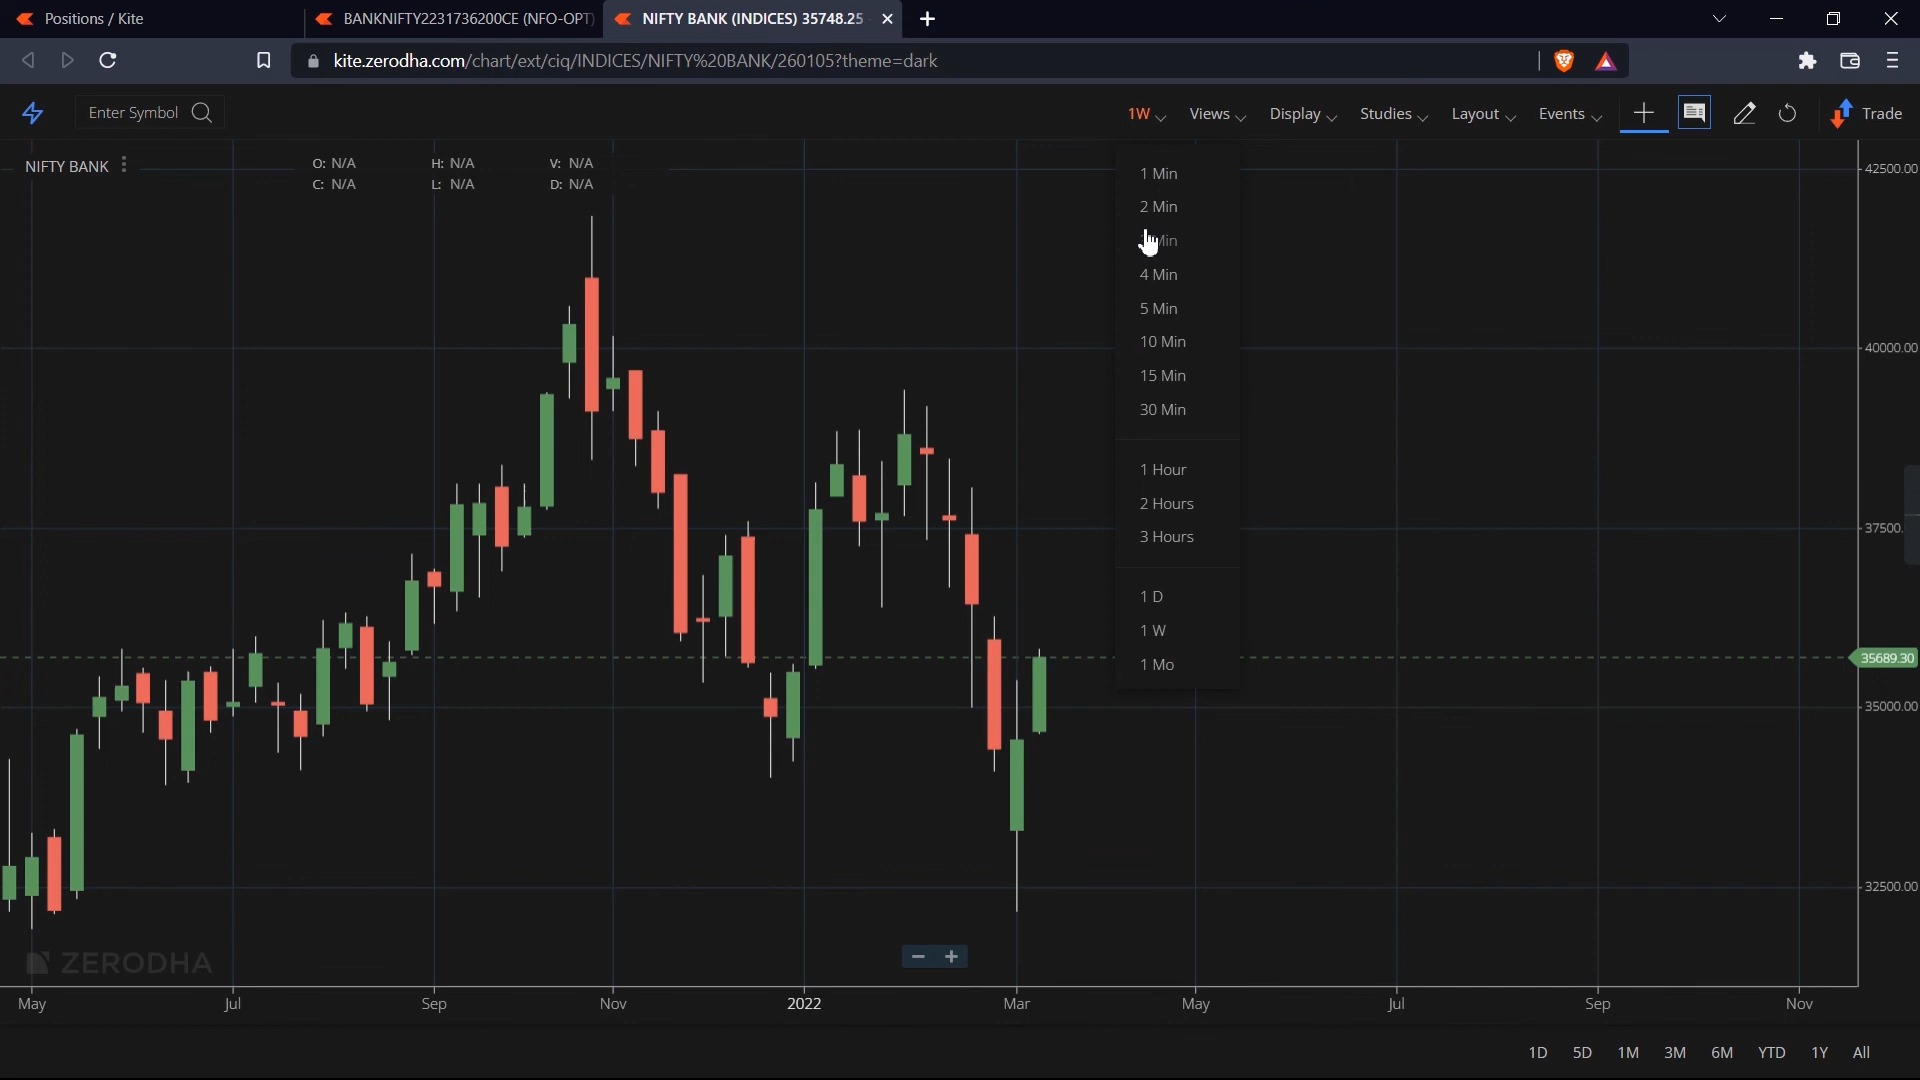 Positions / Kite
BANKNIFTY2231736200CE (NFO-OPT)
NIFTY BANK (INDICES) 35748.25
kite.zerodha.com/chart/ext/ciq/INDICES/NIFTY%20BANK/260105?theme=dark
Enter Symbol
1W Views Display Studies Layout Events Trade
NIFTY BANK
O: N/A H: N/A V: N/A
C: N/A L: N/A D: N/A
1 Min
2 Min
Min
4 Min
5 Min
10 Min
15 Min
30 Min
1 Hour
2 Hours
3 Hours
1 D
1 W
1 Mo
42500.00
40000.00
37500.
35689.30
35000.00
32500.00
ZERODHA
May Jul Sep Nov 2022 Mar May Jul Sep Nov
1D 5D 1M 3M 6M YTD 1Y All